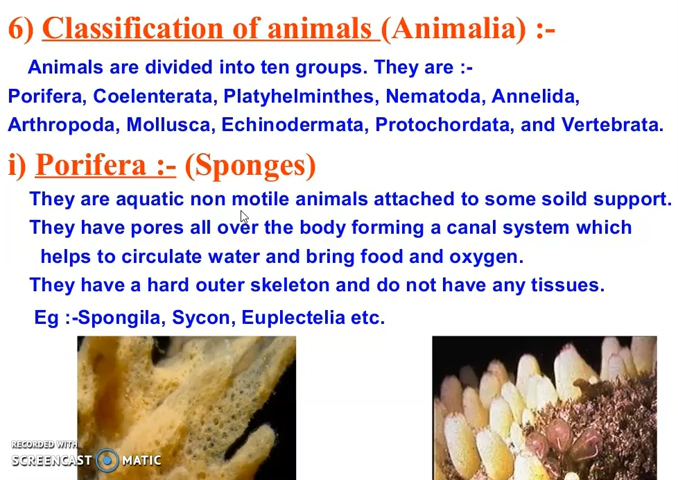 6) Classification of animals (Animalia) :-
Animals are divided into ten groups. They are :-
Porifera, Coelenterata, Platyhelminthes, Nematoda, Annelida,
Arthropoda, Mollusca, Echinodermata, Protochordata, and Vertebrata.
i) Porifera :- (Sponges)
They are aquatic non motile animals attached to some soild support.
They have pores all over the body forming a canal system which
helps to circulate water and bring food and oxygen.
They have a hard outer skeleton and do not have any tissues.
Eg :-Spongila, Sycon, Euplectelia etc.
RECORDED WITH
SCREENCAST MATIC